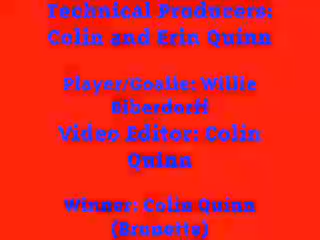 Technical Producers:
Colin and Erin Quinn
Player/Goalie: Willie
Biberdorff
Video Editor: Colin
Quinn
Winner: Colin Quinn
(Brunette)